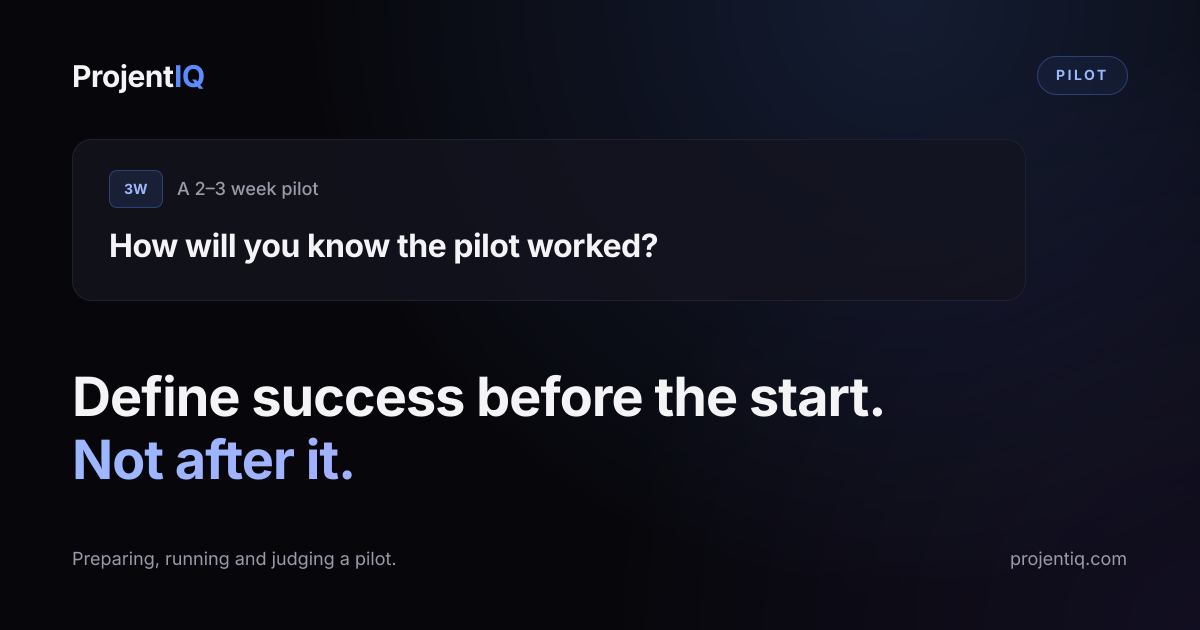 ProjentIQ
PILOT
3W
A 2–3 week pilot
How will you know the pilot worked?
Define success before the start.
Not after it.
Preparing, running and judging a pilot.
projentiq.com